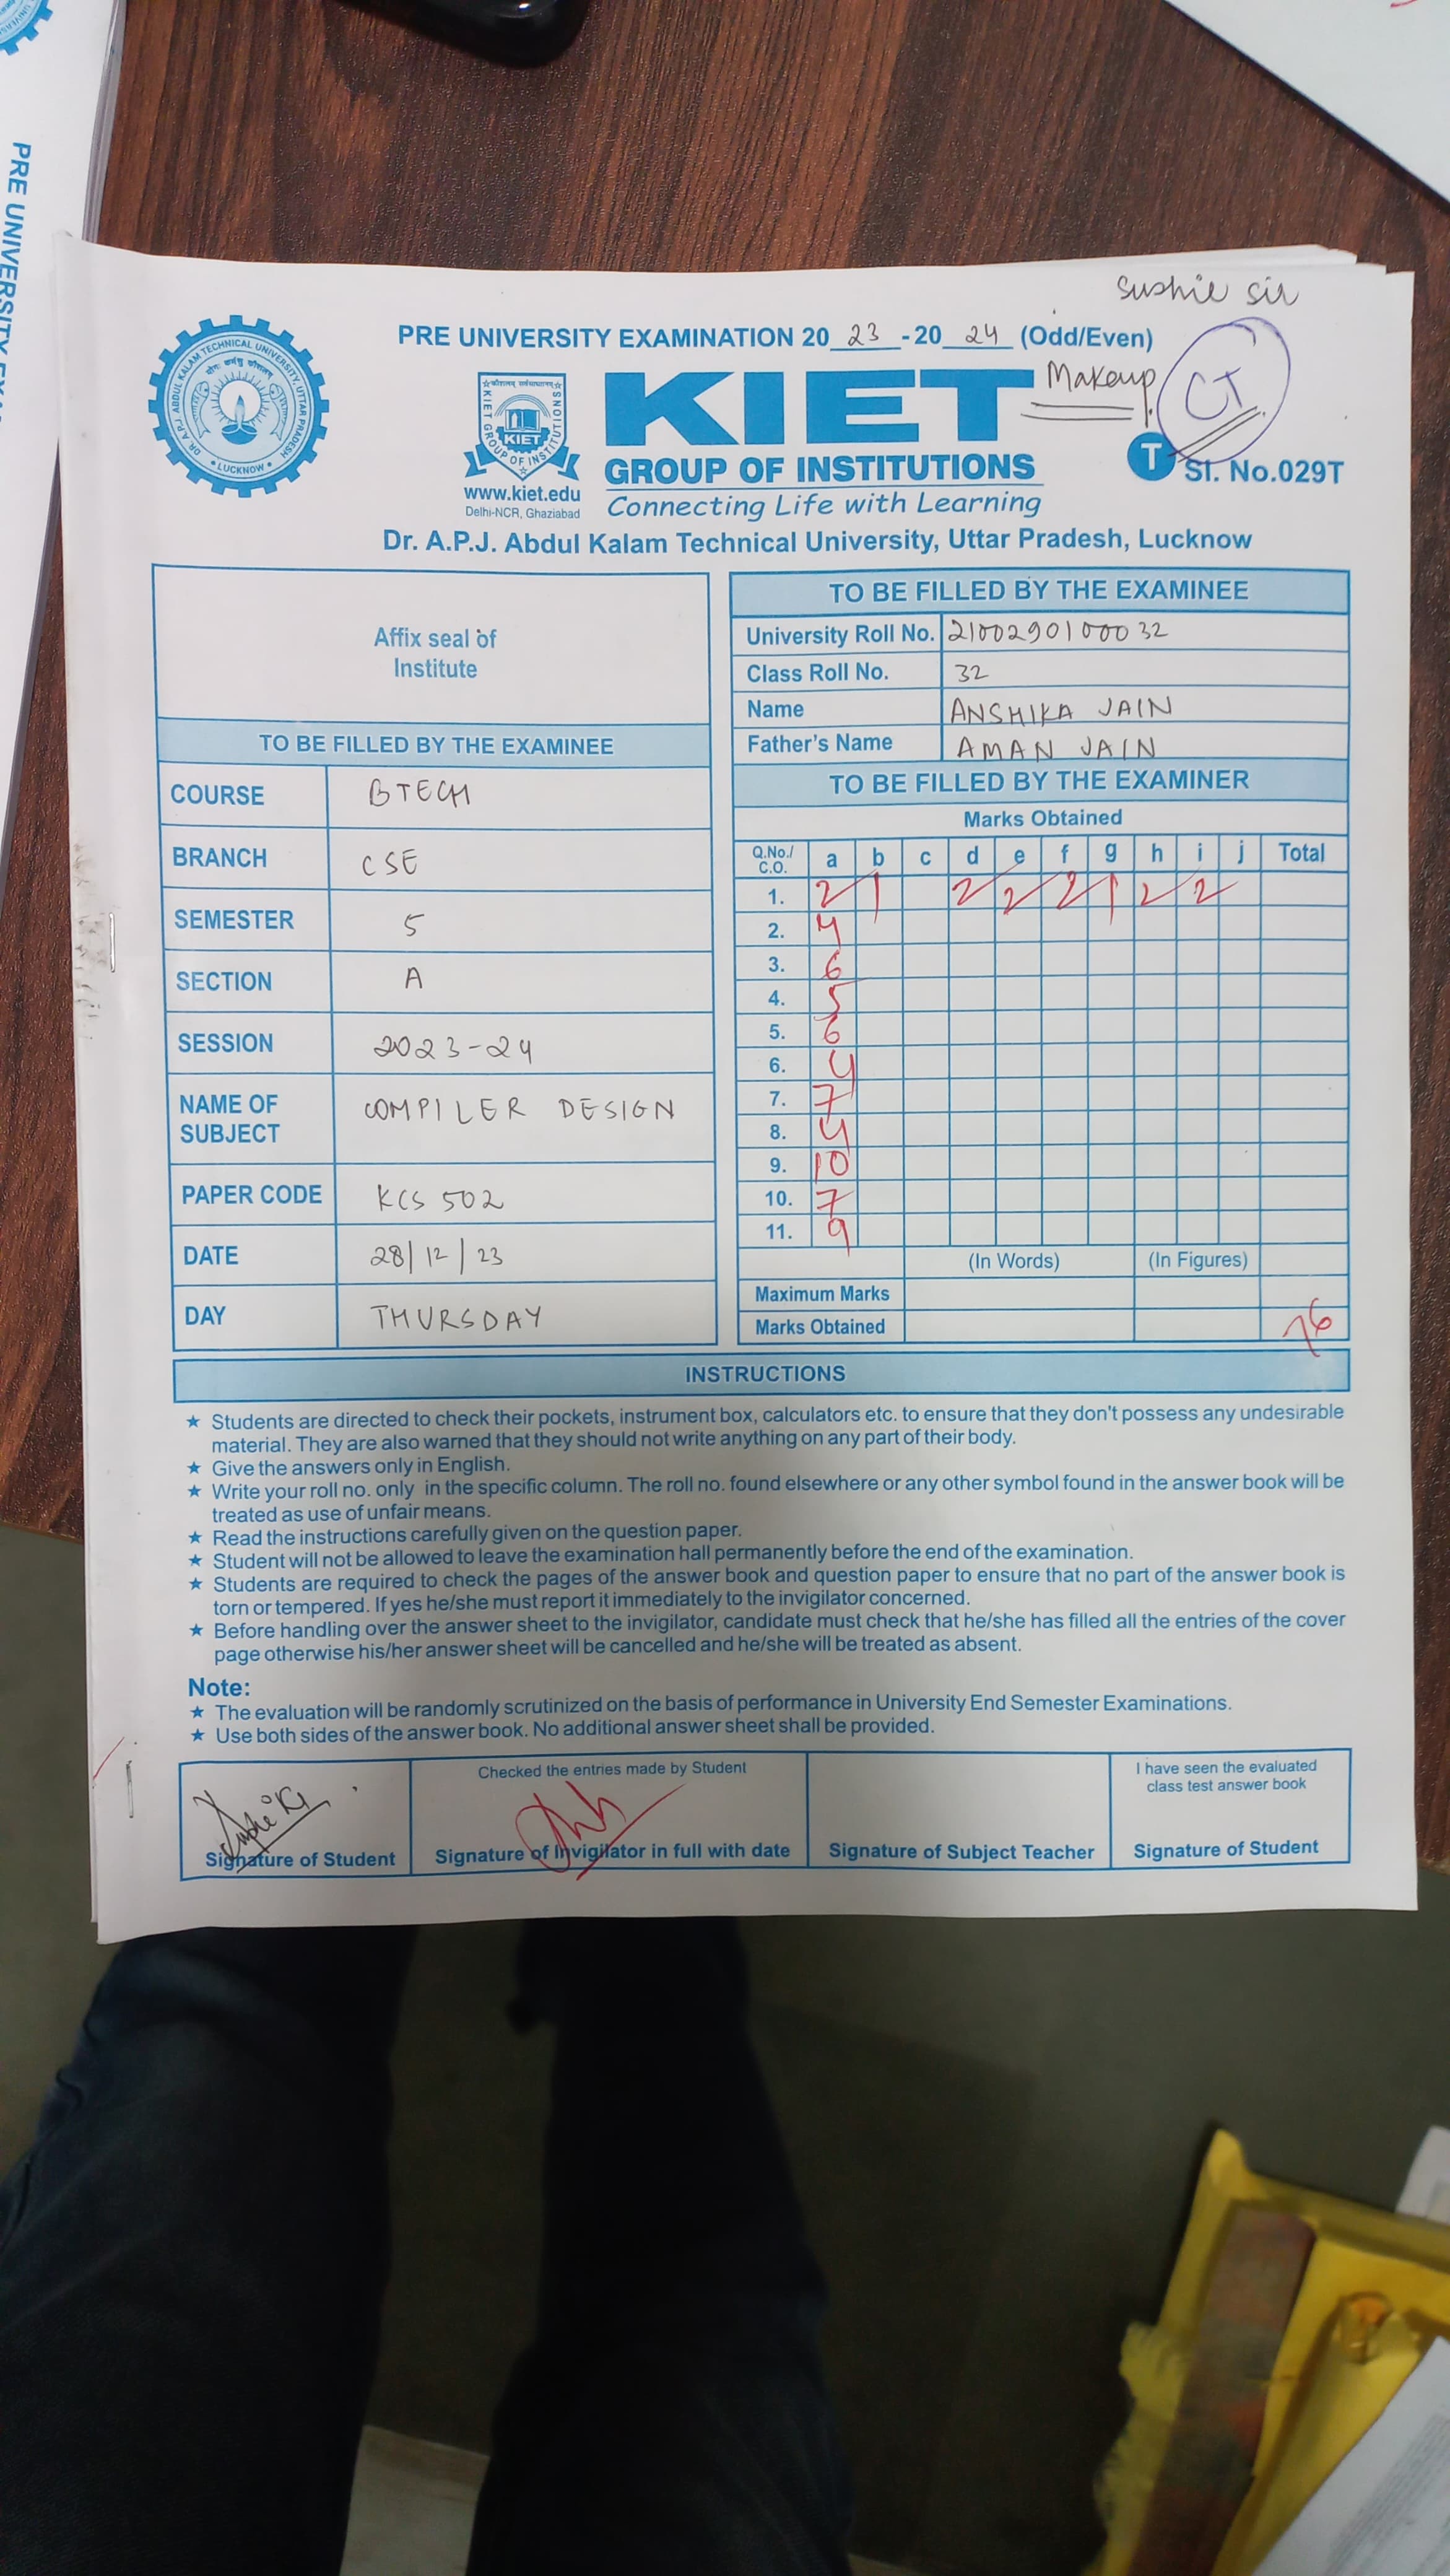 PRE UNIVERSITY EXAM
Sushil Sir
PRE UNIVERSITY EXAMINATION 20 23 - 20 24 (Odd/Even)
DR. A.P.J. ABDUL KALAM TECHNICAL UNIVERSITY, UTTAR PRADESH, LUCKNOW
योगः कर्मसु कौशलम्
KIET GROUP OF INSTITUTIONS
KIET
www.kiet.edu
Delhi-NCR, Ghaziabad
KIET
GROUP OF INSTITUTIONS
Connecting Life with Learning
Makeup
CT
T Sl. No.029T
Dr. A.P.J. Abdul Kalam Technical University, Uttar Pradesh, Lucknow
Affix seal of
Institute
TO BE FILLED BY THE EXAMINEE
COURSE BTECH
BRANCH CSE
SEMESTER 5
SECTION A
SESSION 2023-24
NAME OF
SUBJECT COMPILER DESIGN
PAPER CODE KCS 502
DATE 28/12/23
DAY THURSDAY
TO BE FILLED BY THE EXAMINEE
University Roll No. 2100290100032
Class Roll No. 32
Name ANSHIKA JAIN
Father's Name AMAN JAIN
TO BE FILLED BY THE EXAMINER
Marks Obtained
Q.No./C.O. a b c d e f g h i j Total
1. 2 1 2 2 2 1 2 2
2. 4
3. 6
4. 5
5. 6
6. 4
7. 7
8. 4
9. 10
10. 7
11. 9
(In Words) (In Figures)
Maximum Marks
Marks Obtained 76
INSTRUCTIONS
★ Students are directed to check their pockets, instrument box, calculators etc. to ensure that they don't possess any undesirable
material. They are also warned that they should not write anything on any part of their body.
★ Give the answers only in English.
★ Write your roll no. only in the specific column. The roll no. found elsewhere or any other symbol found in the answer book will be
treated as use of unfair means.
★ Read the instructions carefully given on the question paper.
★ Student will not be allowed to leave the examination hall permanently before the end of the examination.
★ Students are required to check the pages of the answer book and question paper to ensure that no part of the answer book is
torn or tempered. If yes he/she must report it immediately to the invigilator concerned.
★ Before handling over the answer sheet to the invigilator, candidate must check that he/she has filled all the entries of the cover
page otherwise his/her answer sheet will be cancelled and he/she will be treated as absent.
Note:
★ The evaluation will be randomly scrutinized on the basis of performance in University End Semester Examinations.
★ Use both sides of the answer book. No additional answer sheet shall be provided.
Signature of Student
Checked the entries made by Student
Signature of Invigilator in full with date
Signature of Subject Teacher
I have seen the evaluated
class test answer book
Signature of Student